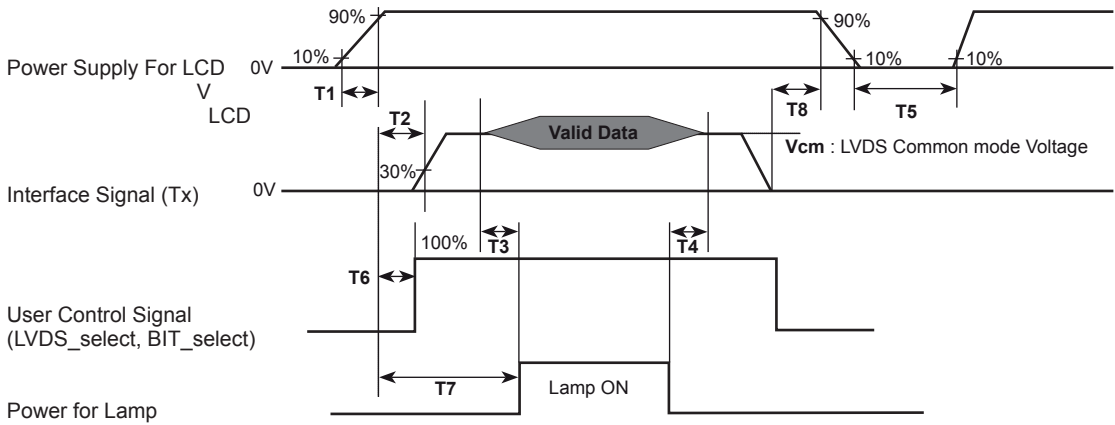 90%
90%
10%
10%
10%
Power Supply For LCD
V
LCD
0V
T1
T8
T5
T2
Valid Data
Vcm : LVDS Common mode Voltage
30%
Interface Signal (Tx)
0V
100%
T3
T4
T6
User Control Signal
(LVDS_select, BIT_select)
T7
Lamp ON
Power for Lamp